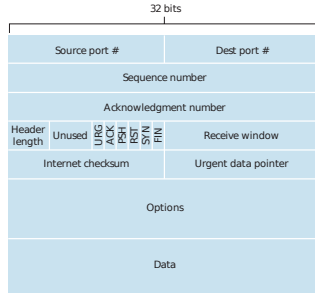 32 bits
Source port # Dest port #
Sequence number
Acknowledgment number
Header length Unused URG ACK PSH RST SYN FIN Receive window
Internet checksum Urgent data pointer
Options
Data